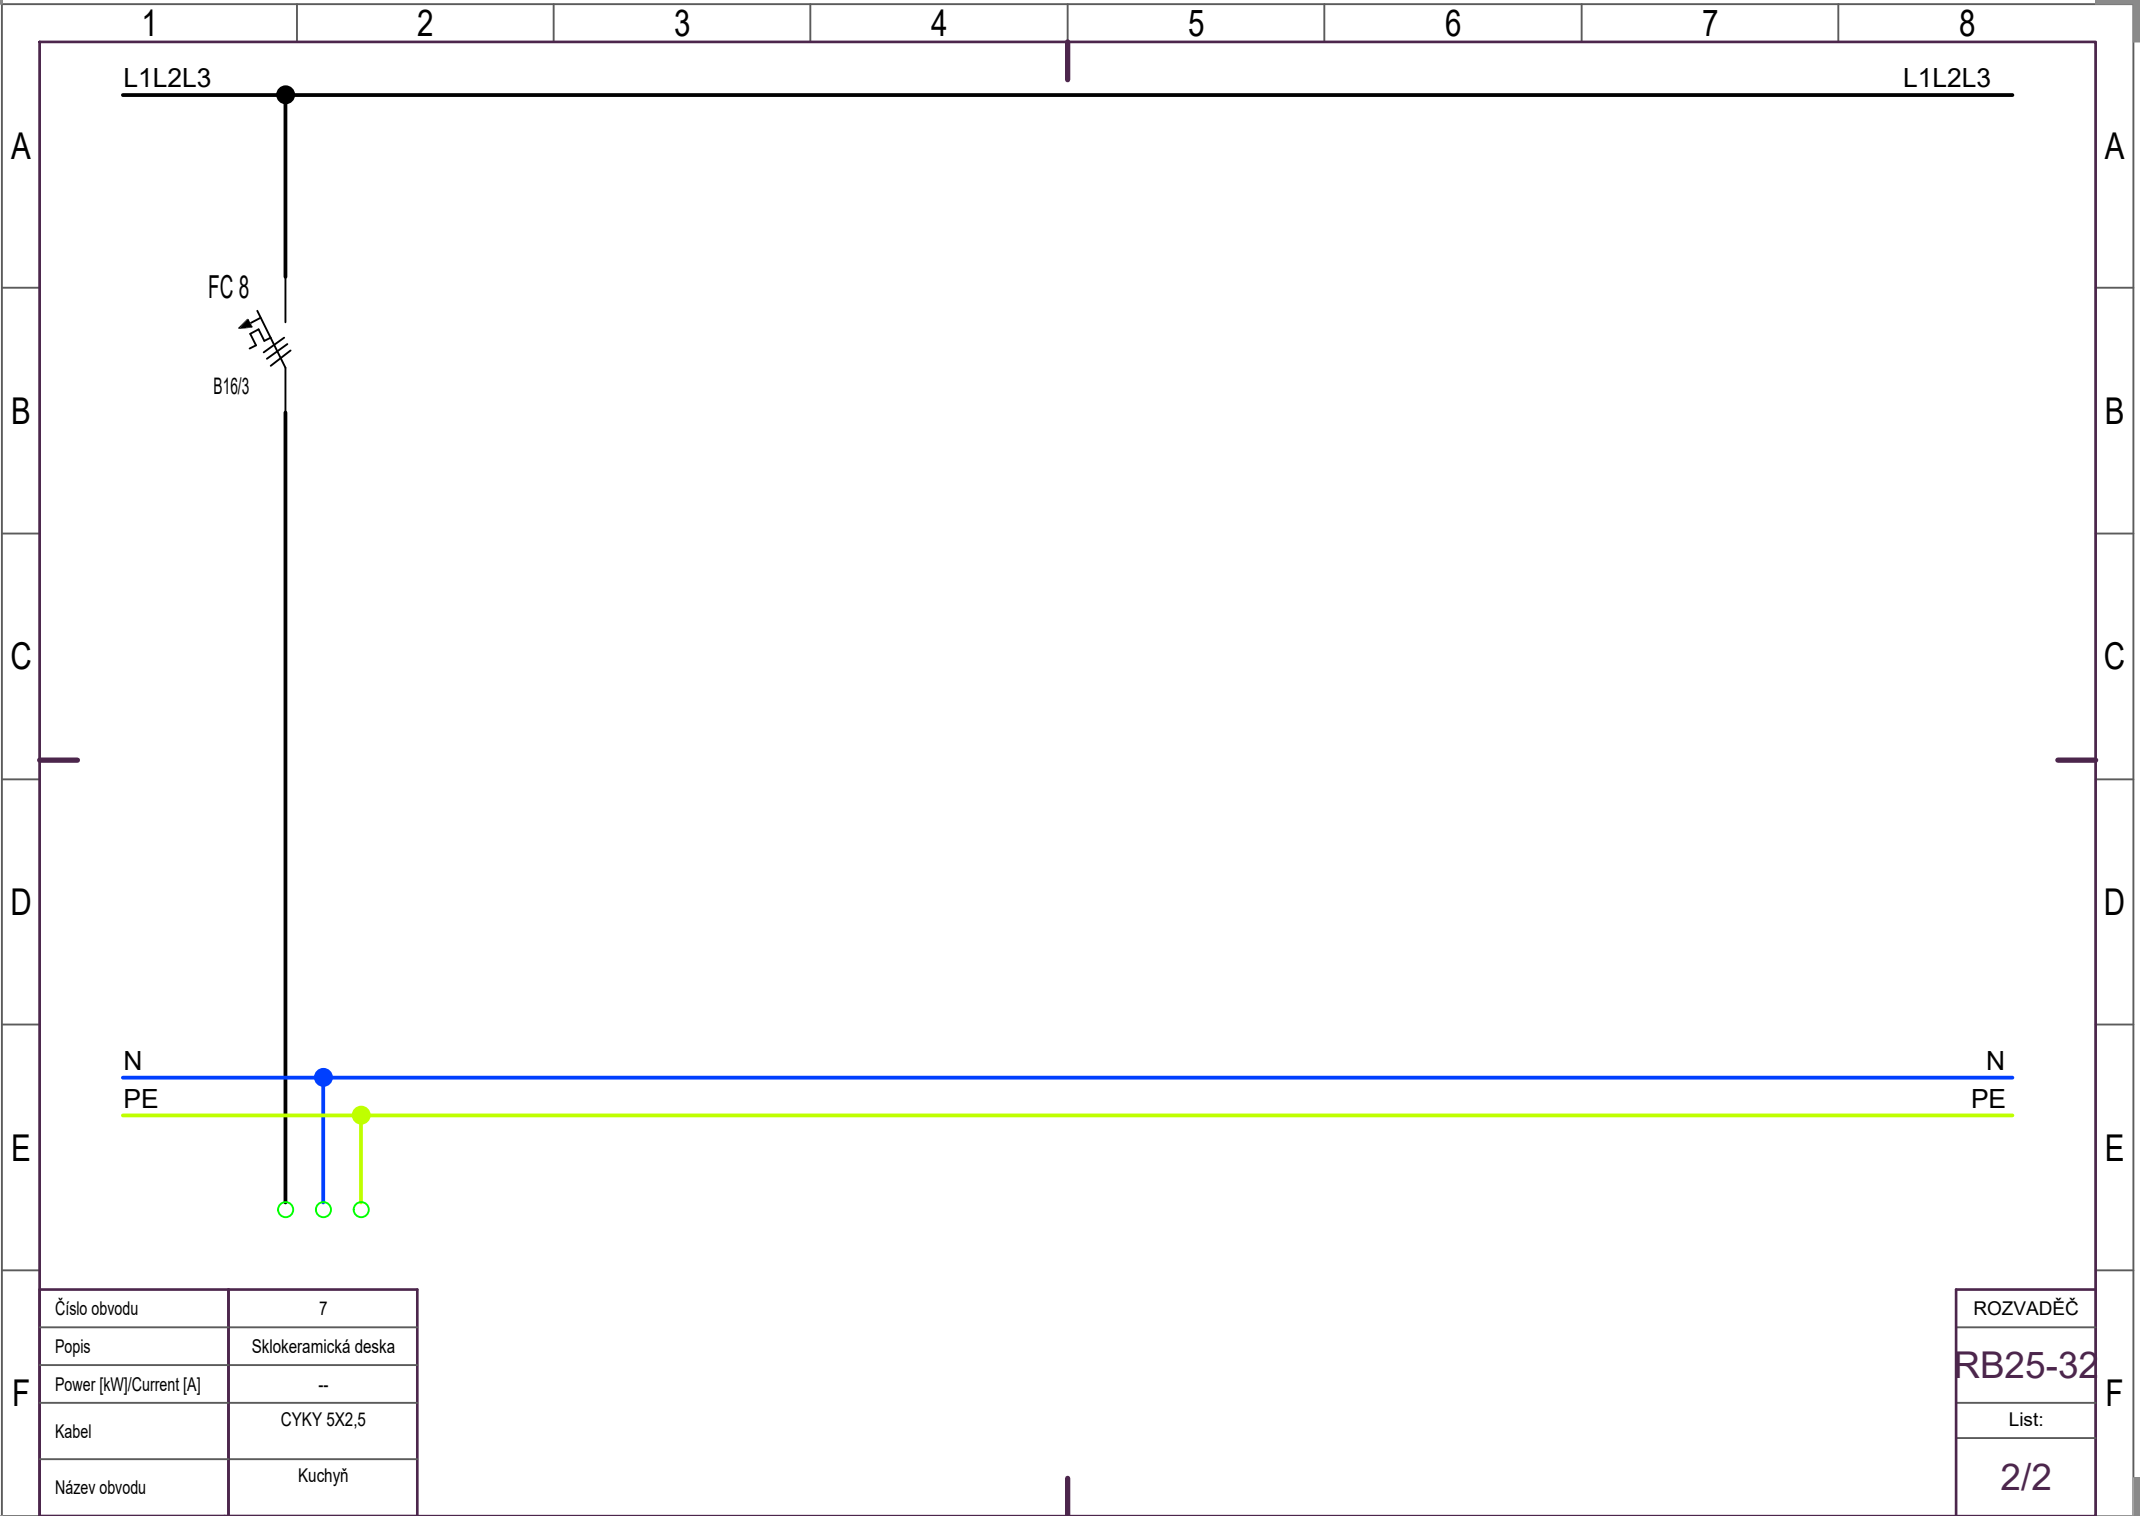 1 2 3 4 5 6 7 8
L1L2L3 L1L2L3
A A
FC 8
B16/3
B B
C C
D D
N N
PE PE
E E
Číslo obvodu 7
Popis Sklokeramická deska
Power [kW]/Current [A] --
Kabel CYKY 5X2,5
Název obvodu Kuchyň
F F
ROZVADĚČ
RB25-32
List:
2/2